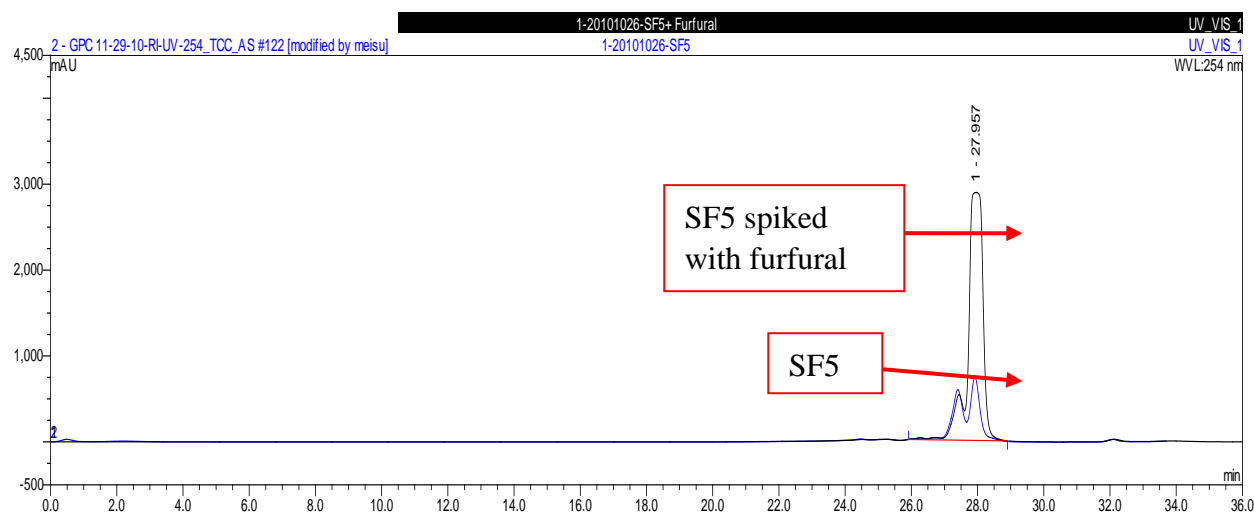 1-20101026-SF5+ Furfural UV_VIS_1
2 - GPC 11-29-10-RI-UV-254_TCC_AS #122 [modified by meisu] 1-20101026-SF5 UV_VIS_1
4,500
mAU WVL:254 nm
1 - 27.957
3,000
SF5 spiked
with furfural
2,000
1,000
SF5
min
-500
0.0 2.0 4.0 6.0 8.0 10.0 12.0 14.0 16.0 18.0 20.0 22.0 24.0 26.0 28.0 30.0 32.0 34.0 36.0